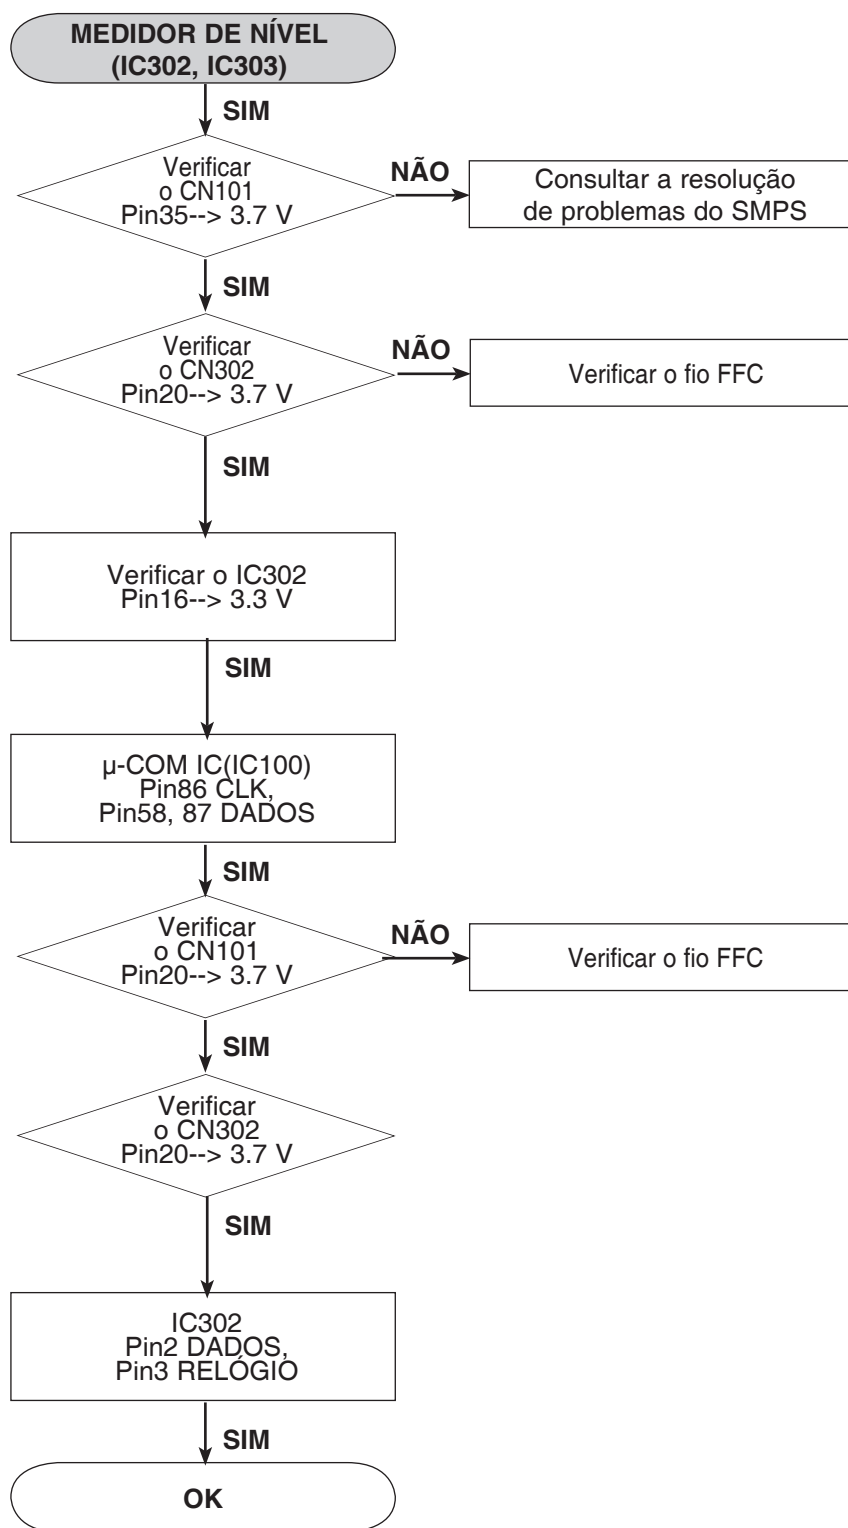 MEDIDOR DE NÍVEL
(IC302, IC303)
SIM
Verificar
o CN101
Pin35--> 3.7 V
NÃO
Consultar a resolução
de problemas do SMPS
SIM
Verificar
o CN302
Pin20--> 3.7 V
NÃO
Verificar o fio FFC
SIM
Verificar o IC302
Pin16--> 3.3 V
SIM
µ-COM IC(IC100)
Pin86 CLK,
Pin58, 87 DADOS
SIM
Verificar
o CN101
Pin20--> 3.7 V
NÃO
Verificar o fio FFC
SIM
Verificar
o CN302
Pin20--> 3.7 V
SIM
IC302
Pin2 DADOS,
Pin3 RELÓGIO
SIM
OK